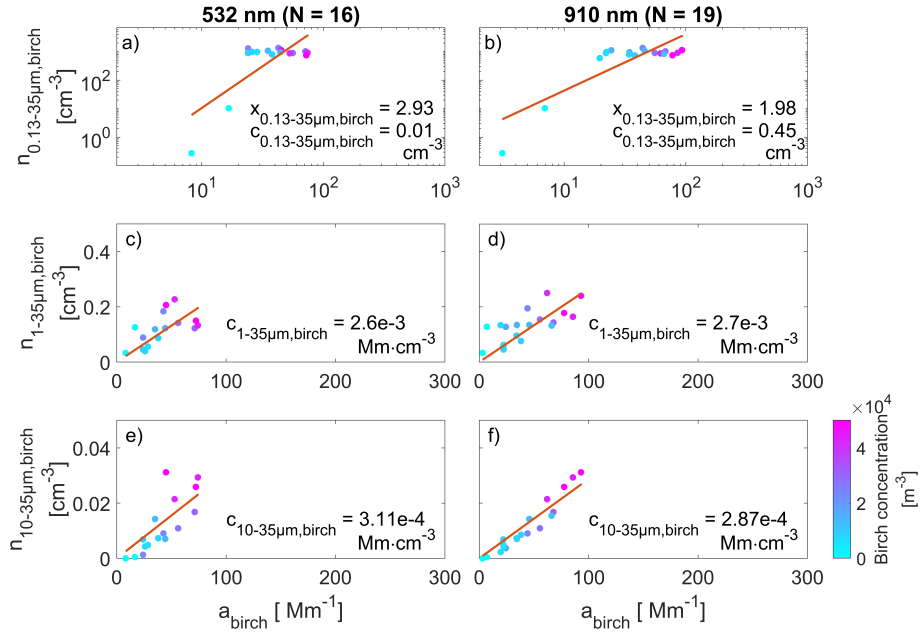 532 nm (N = 16)
910 nm (N = 19)
a)
b)
n0.13-35μm,birch
[cm-3]
10^2
10^0
x0.13-35μm,birch = 2.93
c0.13-35μm,birch = 0.01
cm-3
x0.13-35μm,birch = 1.98
c0.13-35μm,birch = 0.45
cm-3
10^1 10^2 10^3
10^1 10^2 10^3
c)
d)
n1-35μm,birch
[cm-3]
0.4
0.2
0
c1-35μm,birch = 2.6e-3
Mm·cm-3
c1-35μm,birch = 2.7e-3
Mm·cm-3
0 100 200 300
0 100 200 300
e)
f)
n10-35μm,birch
[cm-3]
0.04
0.02
0
c10-35μm,birch = 3.11e-4
Mm·cm-3
c10-35μm,birch = 2.87e-4
Mm·cm-3
0 100 200 300
0 100 200 300
abirch [ Mm-1]
abirch [ Mm-1]
×10^4
4
2
0
Birch concentration
[m-3]